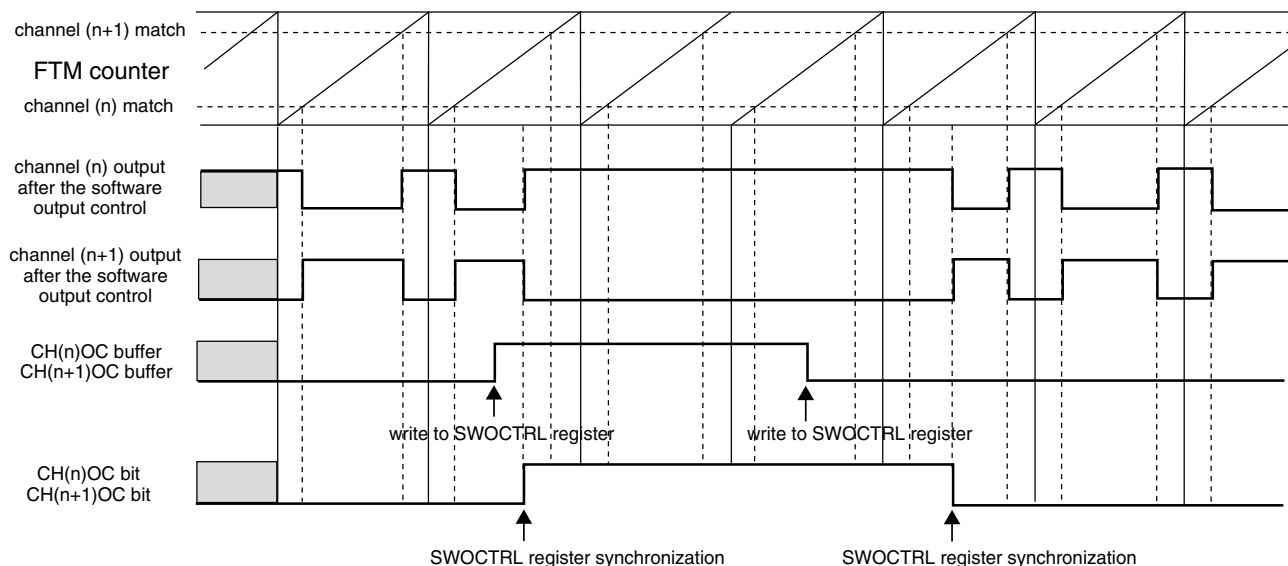 channel (n+1) match
FTM counter
channel (n) match
channel (n) output
after the software
output control
channel (n+1) output
after the software
output control
CH(n)OC buffer
CH(n+1)OC buffer
write to SWOCTRL register
write to SWOCTRL register
CH(n)OC bit
CH(n+1)OC bit
SWOCTRL register synchronization
SWOCTRL register synchronization